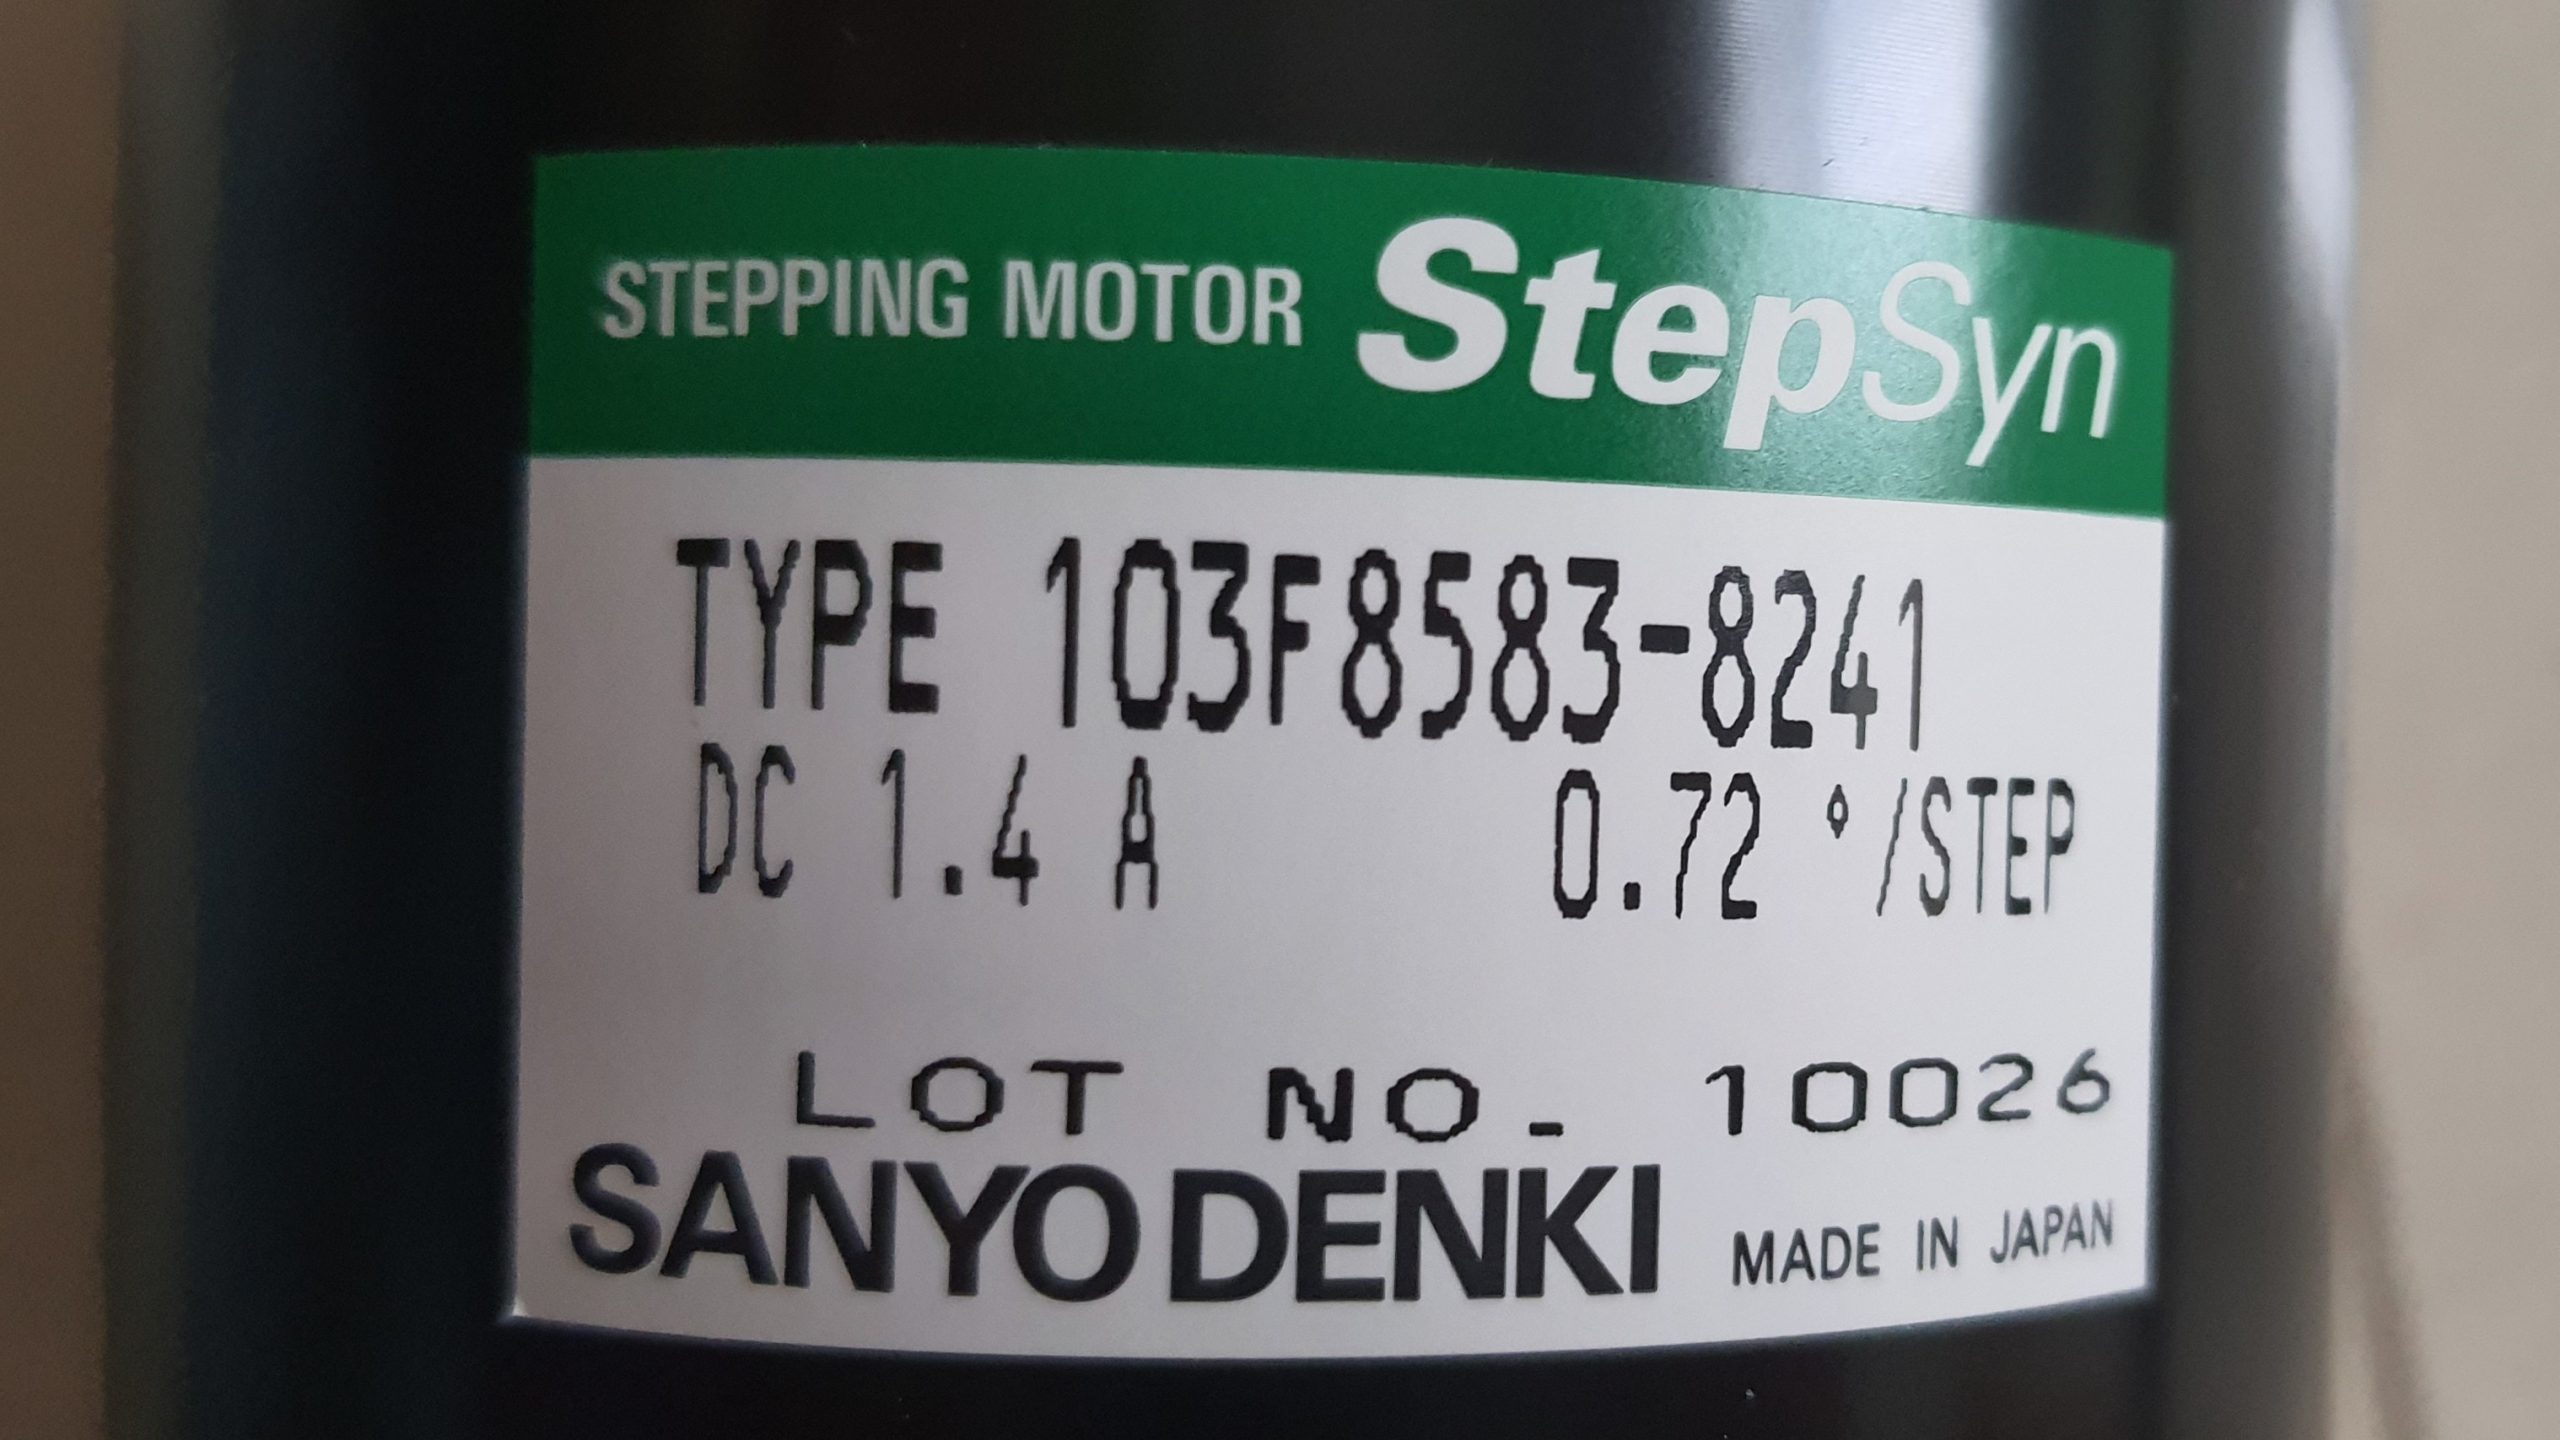 STEPPING MOTOR StepSyn
TYPE 103F8583-8241
DC 1.4 A 0.72 °/STEP
LOT NO. 10026
SANYO DENKI MADE IN JAPAN